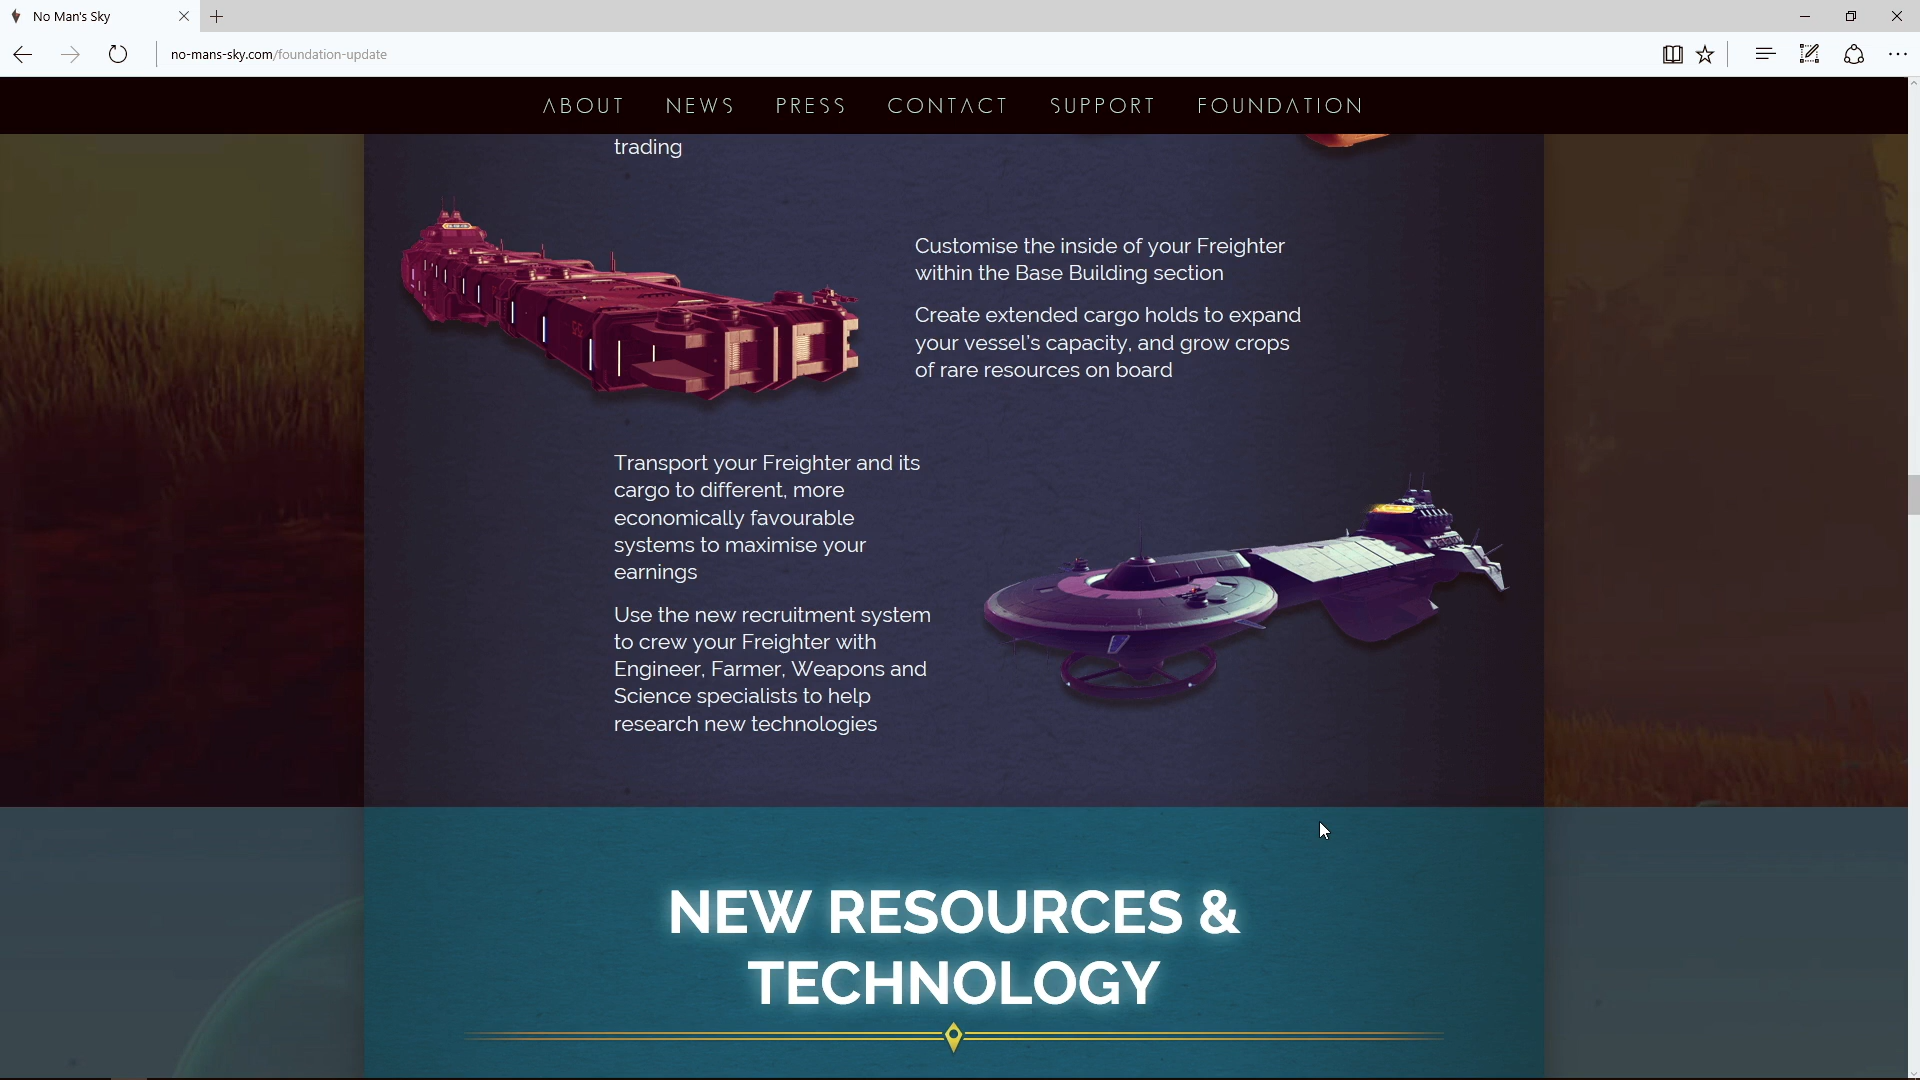 No Man's Sky
no-mans-sky.com/foundation-update
ABOUT NEWS PRESS CONTACT SUPPORT FOUNDATION
trading
Customise the inside of your Freighter
within the Base Building section
Create extended cargo holds to expand
your vessel's capacity, and grow crops
of rare resources on board
Transport your Freighter and its
cargo to different, more
economically favourable
systems to maximise your
earnings
Use the new recruitment system
to crew your Freighter with
Engineer, Farmer, Weapons and
Science specialists to help
research new technologies
NEW RESOURCES &
TECHNOLOGY